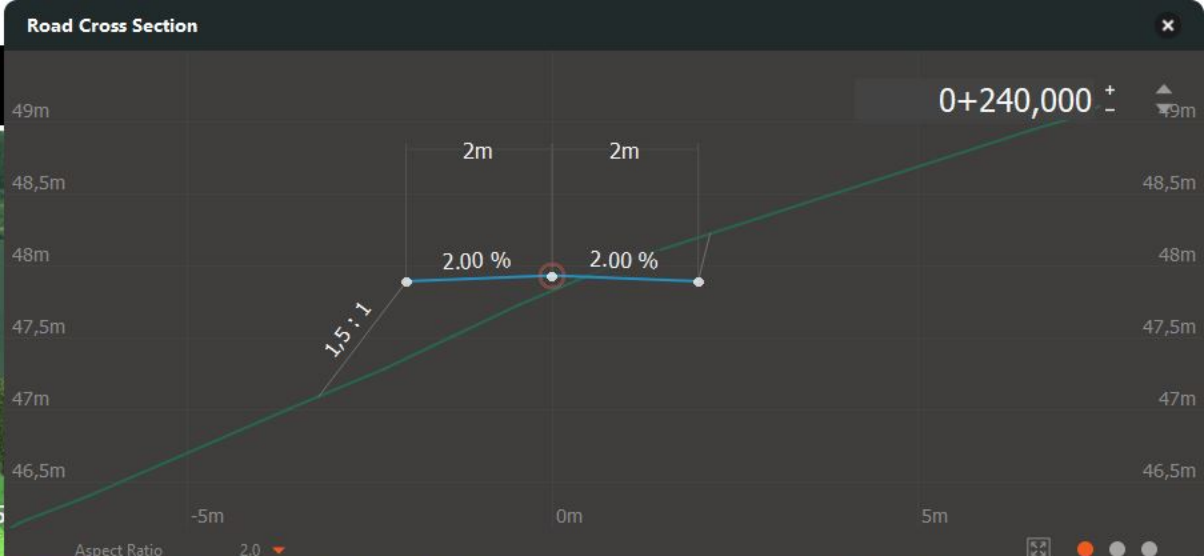 Road Cross Section
0+240,000 + -
49m 49m
2m 2m
48,5m 48,5m
48m 48m
2.00 % 2.00 %
1,5 : 1
47,5m 47,5m
47m 47m
46,5m 46,5m
-5m 0m 5m
Aspect Ratio 2.0